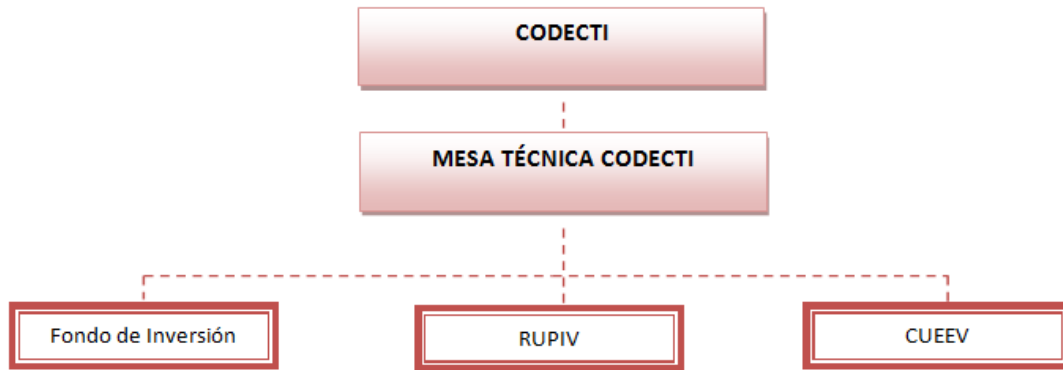 CODECTI
MESA TÉCNICA CODECTI
Fondo de Inversión
RUPIV
CUEEV